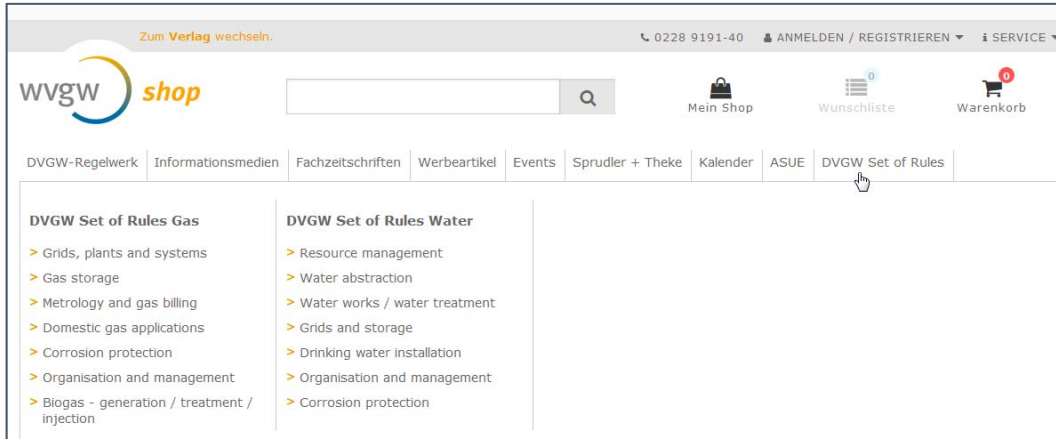 Zum Verlag wechseln.
0228 9191-40 ANMELDEN / REGISTRIEREN SERVICE
wvgw shop
0
0
Mein Shop Wunschliste Warenkorb
DVGW-Regelwerk Informationsmedien Fachzeitschriften Werbeartikel Events Sprudler + Theke Kalender ASUE DVGW Set of Rules
DVGW Set of Rules Gas
> Grids, plants and systems
> Gas storage
> Metrology and gas billing
> Domestic gas applications
> Corrosion protection
> Organisation and management
> Biogas - generation / treatment /
injection
DVGW Set of Rules Water
> Resource management
> Water abstraction
> Water works / water treatment
> Grids and storage
> Drinking water installation
> Organisation and management
> Corrosion protection